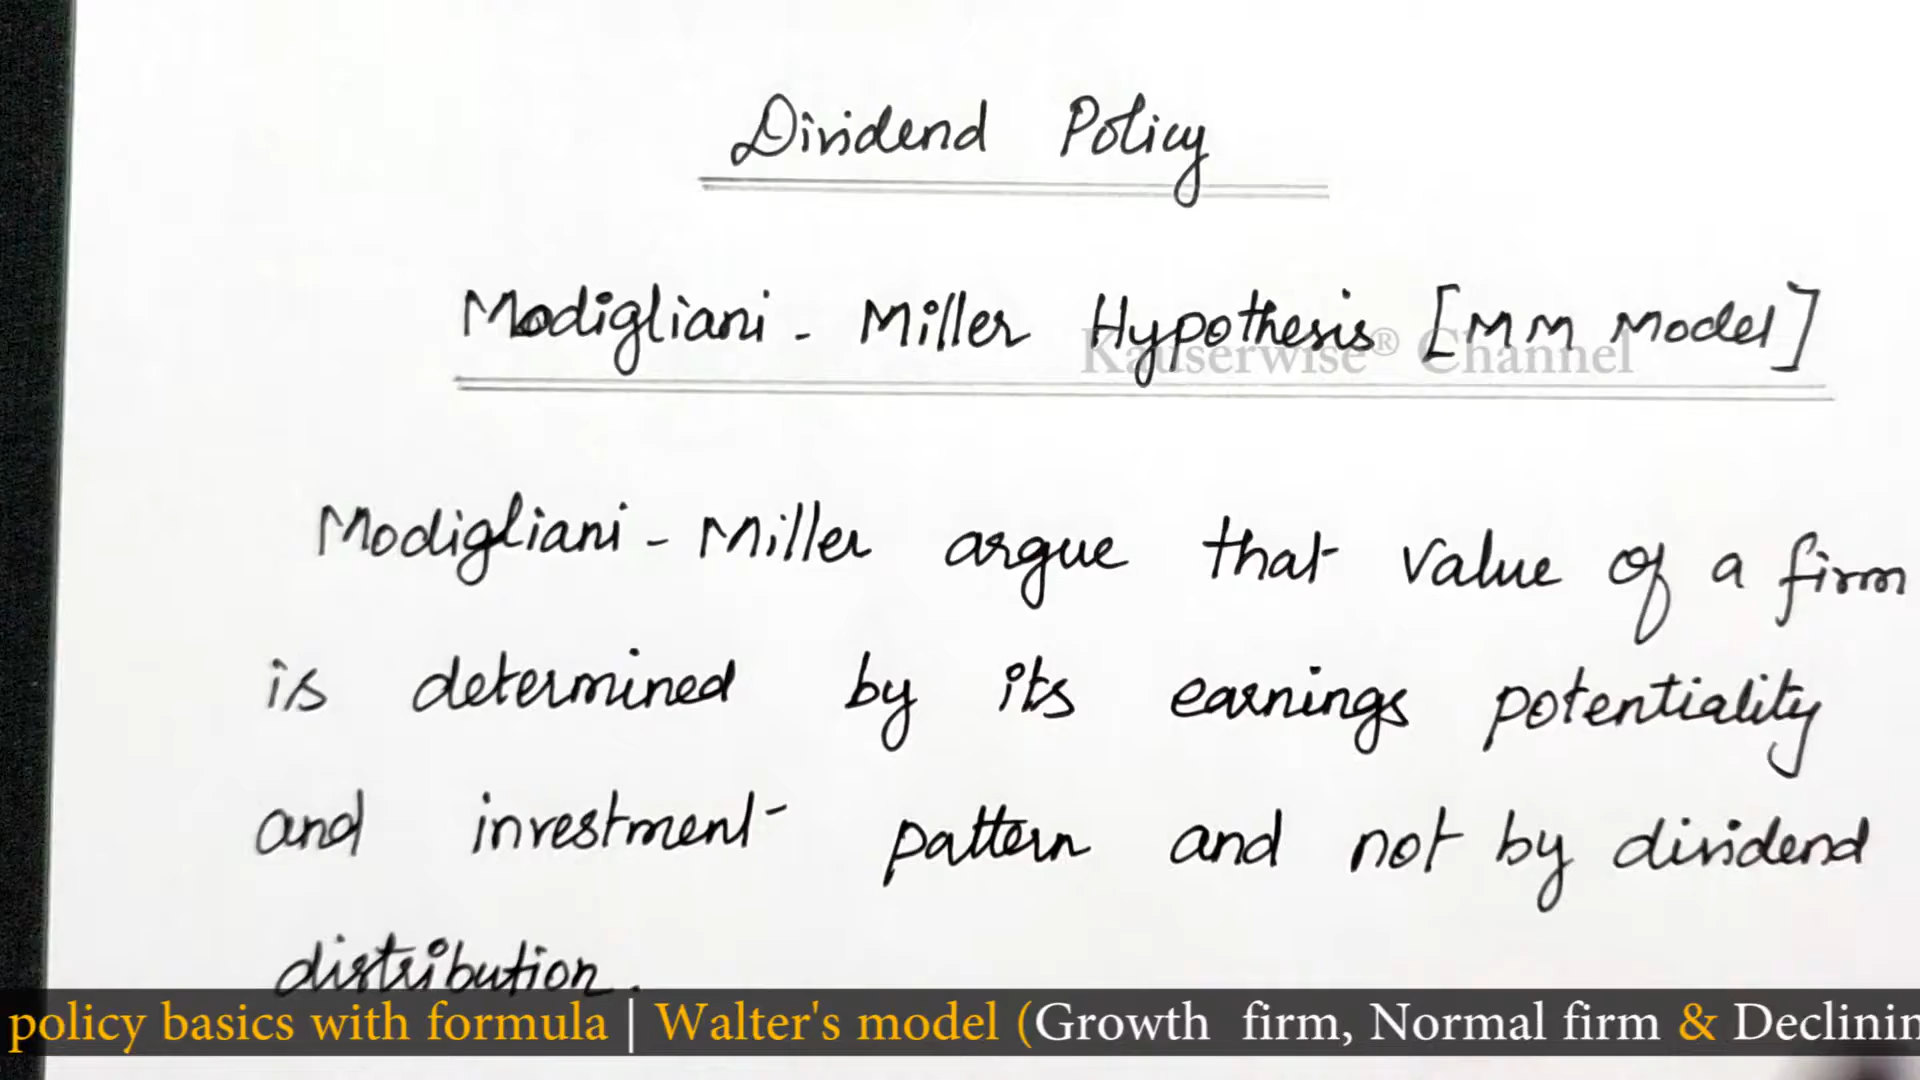 Dividend Policy
Modigliani - Miller Hypothesis [MM Model]
Kauserwise® Channel
Modigliani - Miller argue that value of a firm
is determined by its earnings potentiality
and investment pattern and not by dividend
distribution.
policy basics with formula | Walter's model (Growth firm, Normal firm & Declinin